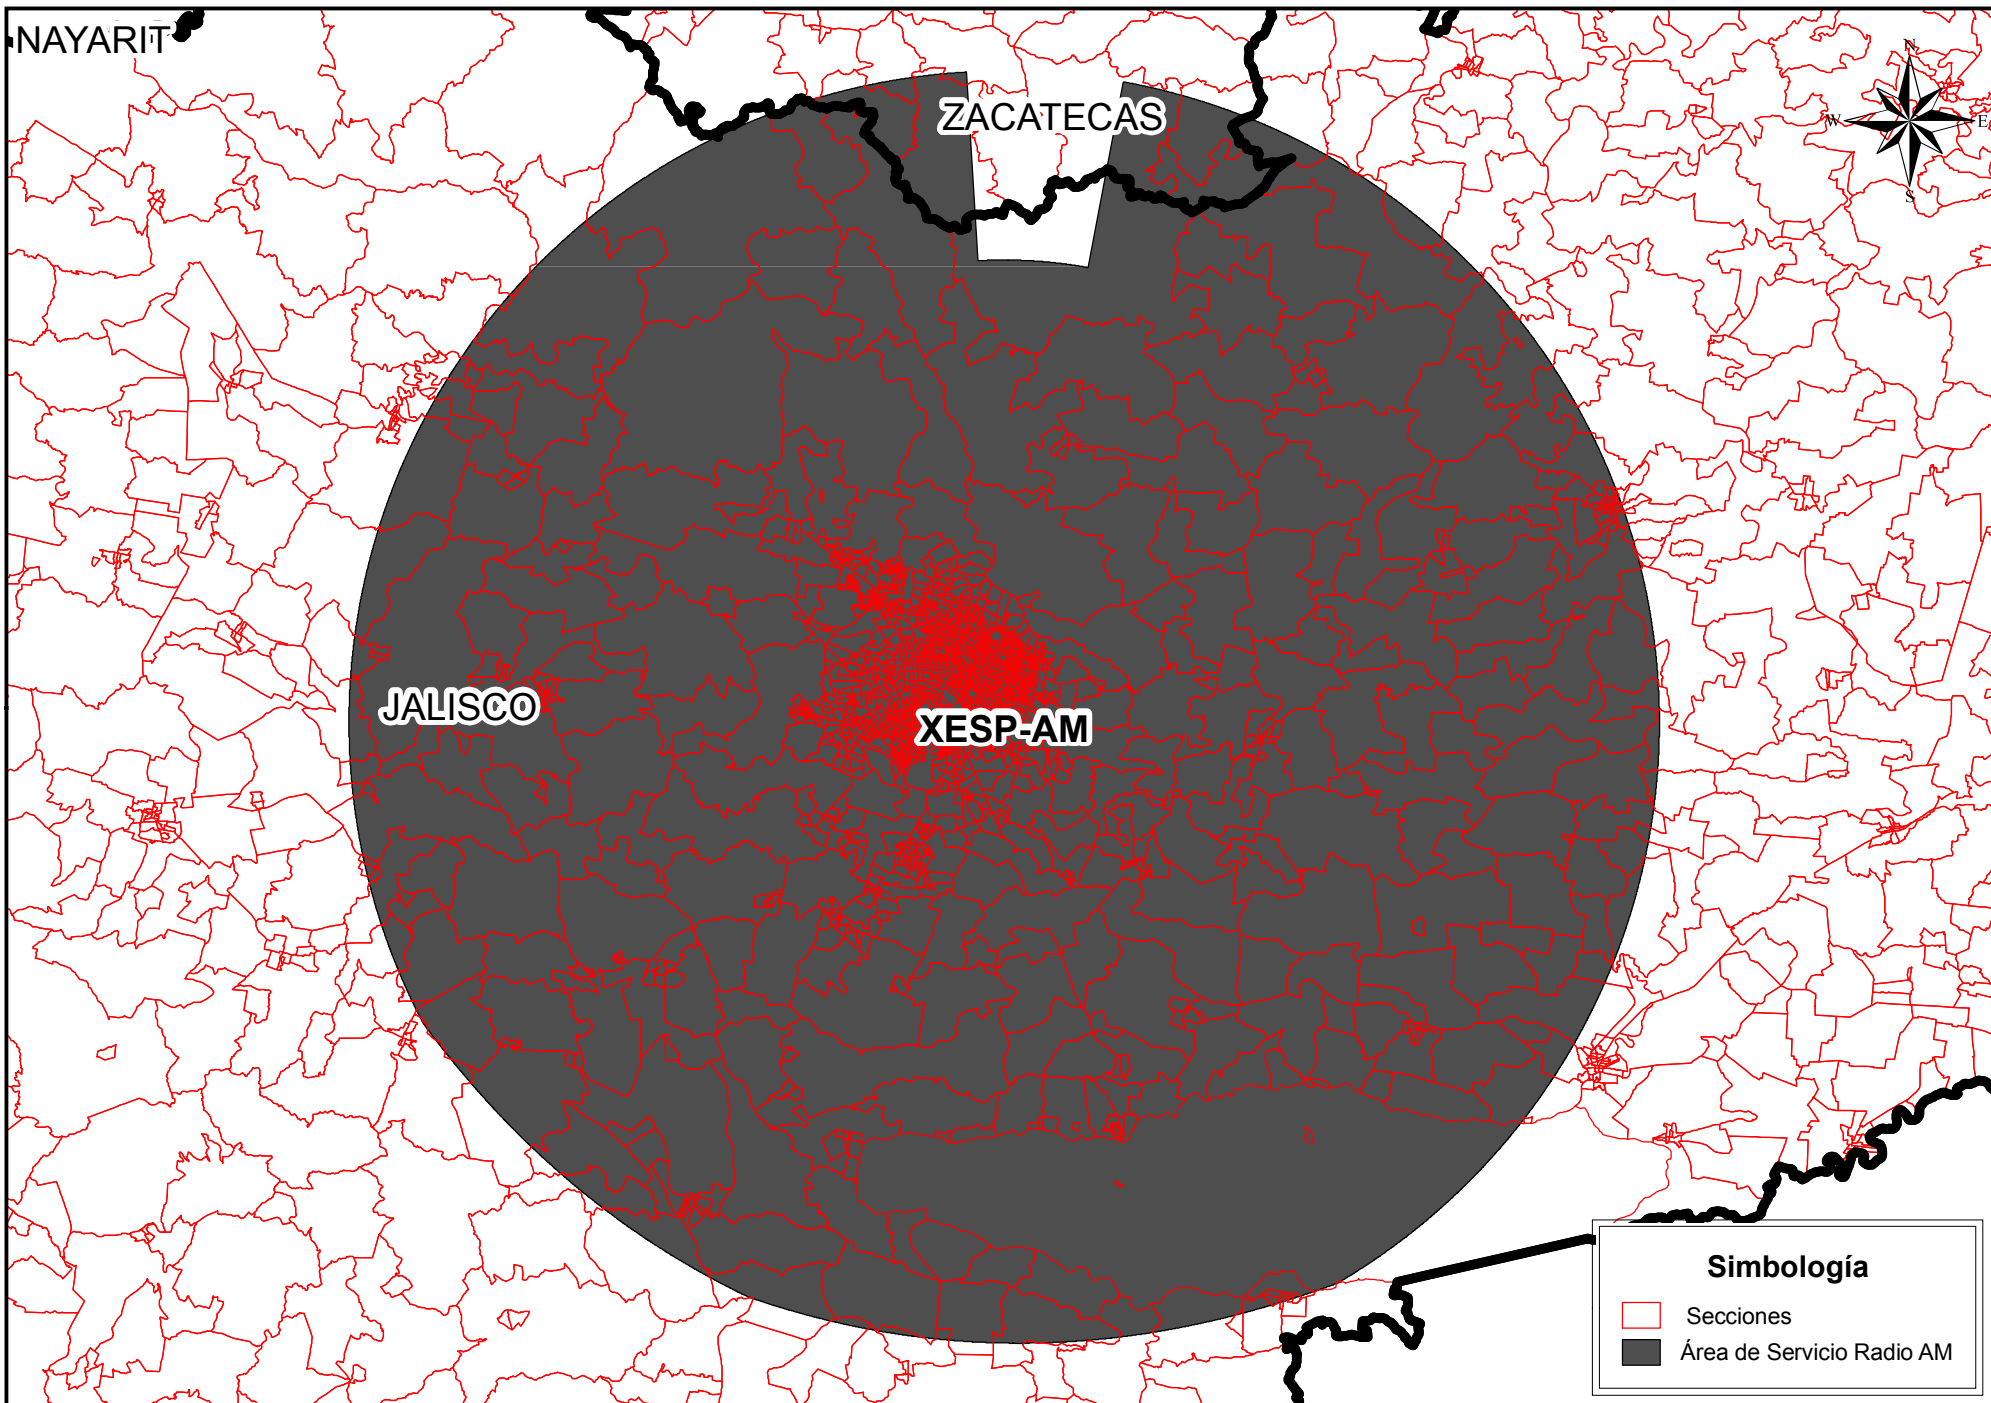 NAYARIT
N
ZACATECAS
W
E
S
JALISCO
XESP-AM
Simbología
Secciones
Área de Servicio Radio AM